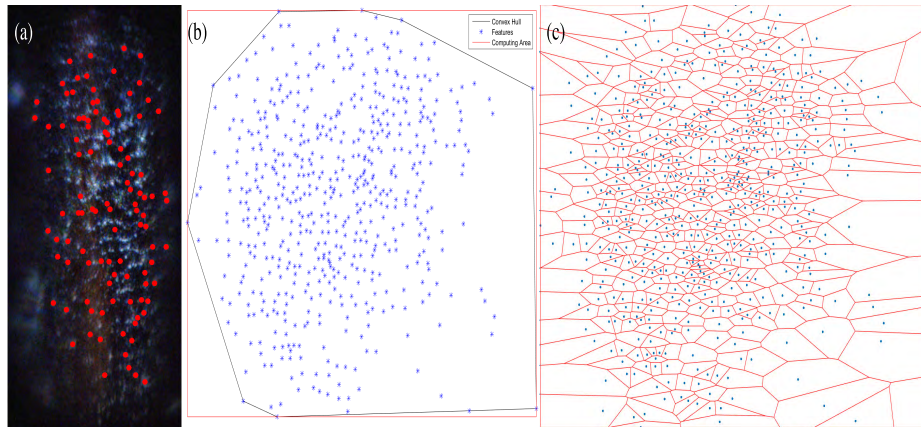 (a)
(b)
Convex Hull
Features
Computing Area
(c)